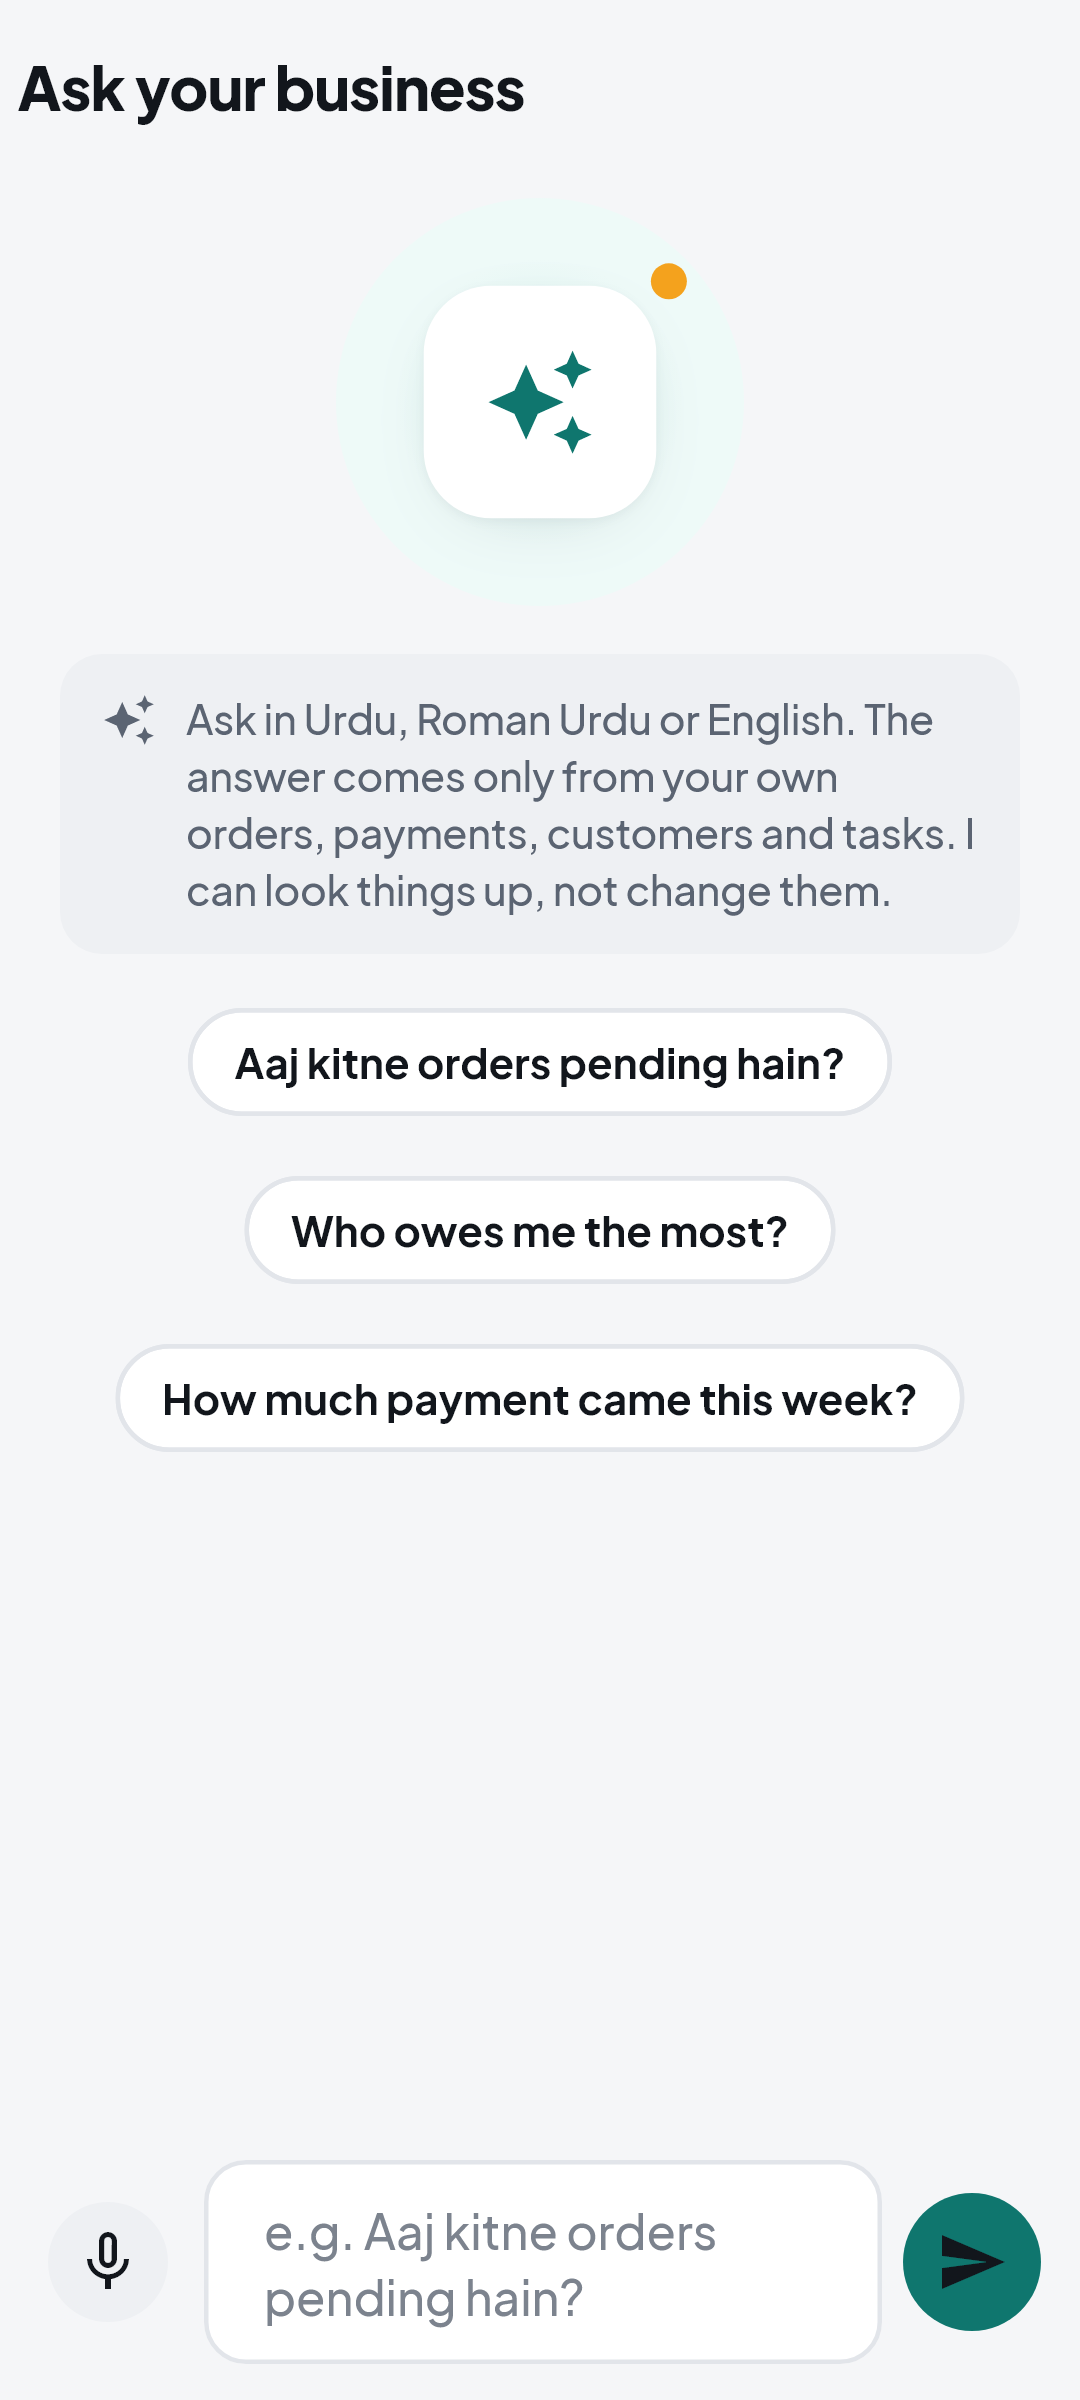 Ask your business
Ask in Urdu, Roman Urdu or English. The
answer comes only from your own
orders, payments, customers and tasks. I
can look things up, not change them.
Aaj kitne orders pending hain?
Who owes me the most?
How much payment came this week?
e.g. Aaj kitne orders
pending hain?